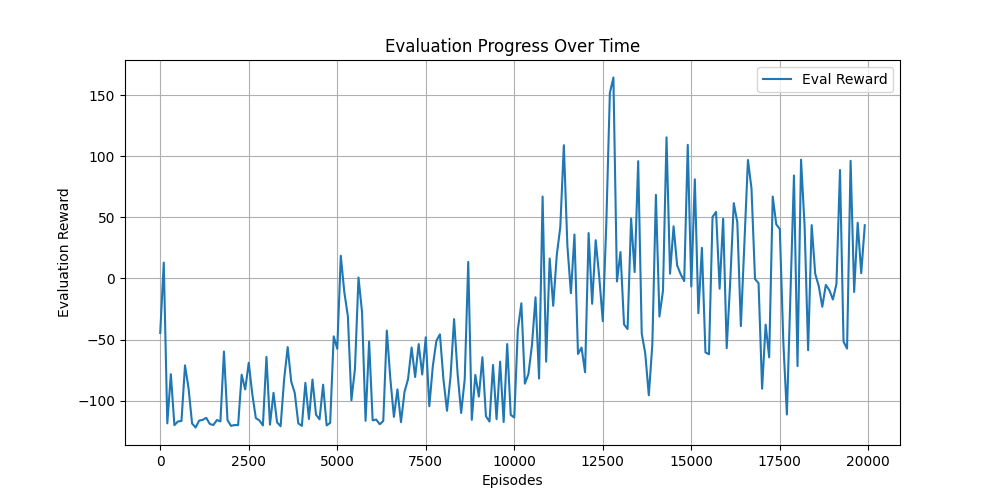 Evaluation Progress Over Time
Eval Reward
Evaluation Reward
150
100
50
0
−50
−100
0 2500 5000 7500 10000 12500 15000 17500 20000
Episodes